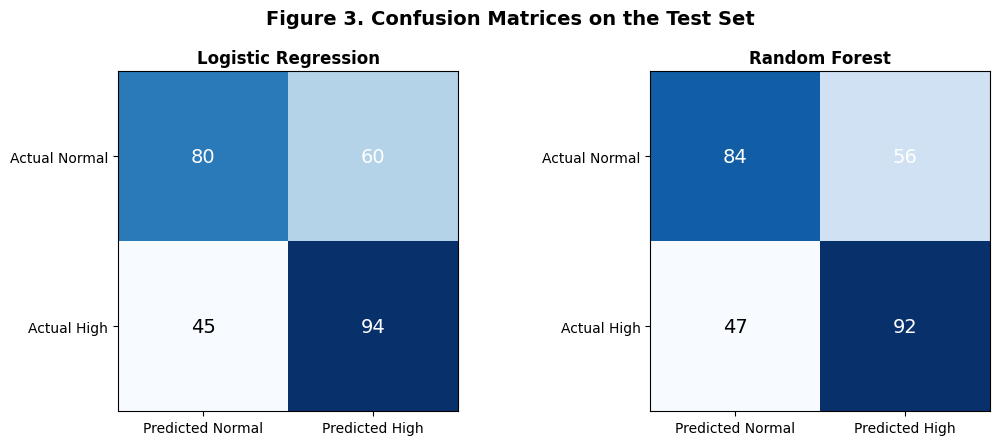 Figure 3. Confusion Matrices on the Test Set
Logistic Regression
Actual Normal
80
60
Actual High
45
94
Predicted Normal
Predicted High
Random Forest
Actual Normal
84
56
Actual High
47
92
Predicted Normal
Predicted High